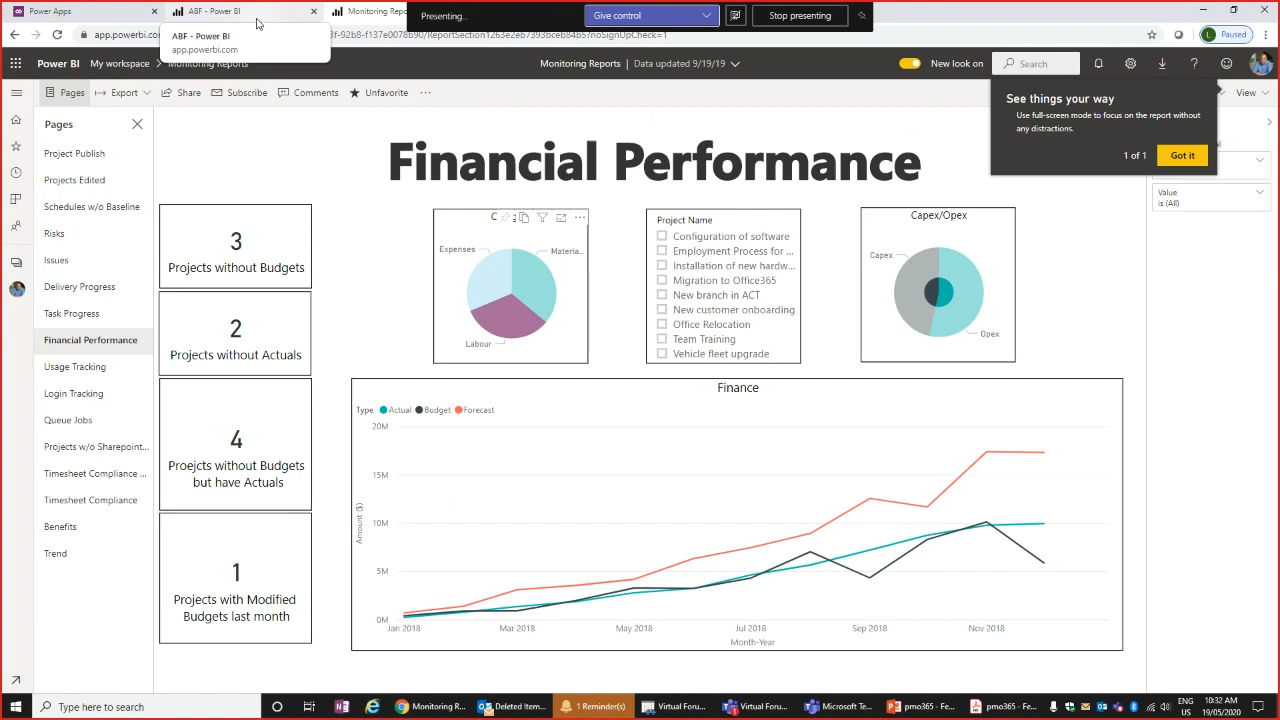 Power Apps
ABF - Power BI
Monitoring Repo
Presenting...
Give control
Stop presenting
ABF - Power BI
app.powerbi.com
app.powerbi.co
3f-92b8-f137e0078b90/ReportSection1263e2eb7393bceb84b5?noSignUpCheck=1
Paused
Power BI
My workspace
Monitoring Reports
Monitoring Reports | Data updated 9/19/19
New look on
Search
Pages
Export
Share
Subscribe
Comments
Unfavorite
View
See things your way
Use full-screen mode to focus on the report without
any distractions.
1 of 1
Got it
Value
is (All)
Pages
Project Publish
Projects Edited
Schedules w/o Baseline
Risks
Issues
Delivery Progress
Task Progress
Financial Performance
Usage Tracking
Login Tracking
Queue Jobs
Projects w/o Sharepoint...
Timesheet Compliance ...
Timesheet Compliance
Benefits
Trend
Financial Performance
3
Projects without Budgets
2
Projects without Actuals
4
Proejcts without Budgets
but have Actuals
1
Projects with Modified
Budgets last month
Expenses
Materia...
Labour
Project Name
Configuration of software
Employment Process for ...
Installation of new hardw...
Migration to Office365
New branch in ACT
New customer onboarding
Office Relocation
Team Training
Vehicle fleet upgrade
Capex/Opex
Capex
Opex
Finance
Type Actual Budget Forecast
20M
15M
10M
5M
0M
Amount ($)
Jan 2018
Mar 2018
May 2018
Jul 2018
Sep 2018
Nov 2018
Month-Year
Type here to search
Monitoring R...
Deleted Item...
1 Reminder(s)
Virtual Foru...
Virtual Foru...
Microsoft Te...
pmo365 - Fe...
pmo365 - Fe...
ENG
US
10:32 AM
19/05/2020